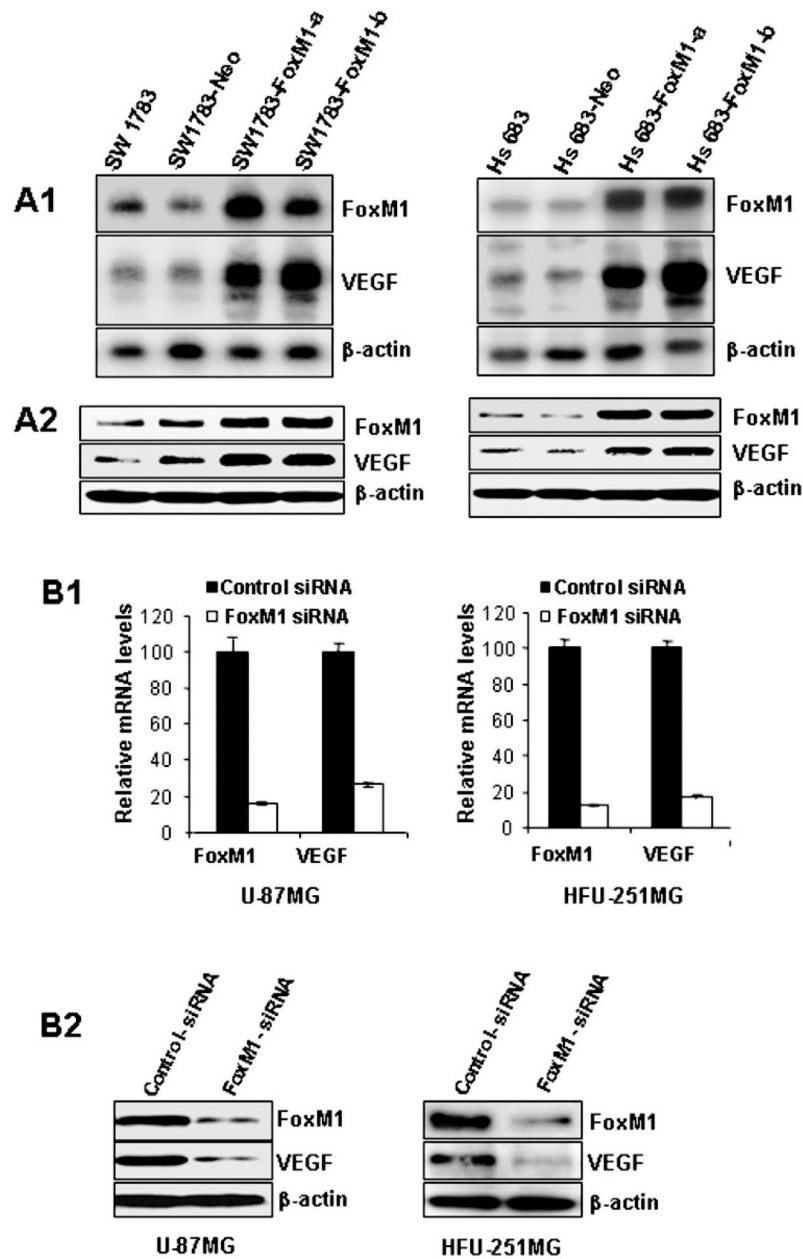 SW 1783
SW1783-Neo
SW1783-FoxM1-a
SW1783-FoxM1-b
Hs 683
Hs 683-Neo
Hs 683-FoxM1-a
Hs 683-FoxM1-b
A1
FoxM1
VEGF
β-actin
FoxM1
VEGF
β-actin
A2
FoxM1
VEGF
β-actin
FoxM1
VEGF
β-actin
B1
Control siRNA
FoxM1 siRNA
Relative mRNA levels
120
100
80
60
40
20
0
FoxM1 VEGF
U-87MG
Control siRNA
FoxM1 siRNA
Relative mRNA levels
120
100
80
60
40
20
0
FoxM1 VEGF
HFU-251MG
B2
Control-siRNA
FoxM1-siRNA
FoxM1
VEGF
β-actin
U-87MG
Control-siRNA
FoxM1-siRNA
FoxM1
VEGF
β-actin
HFU-251MG